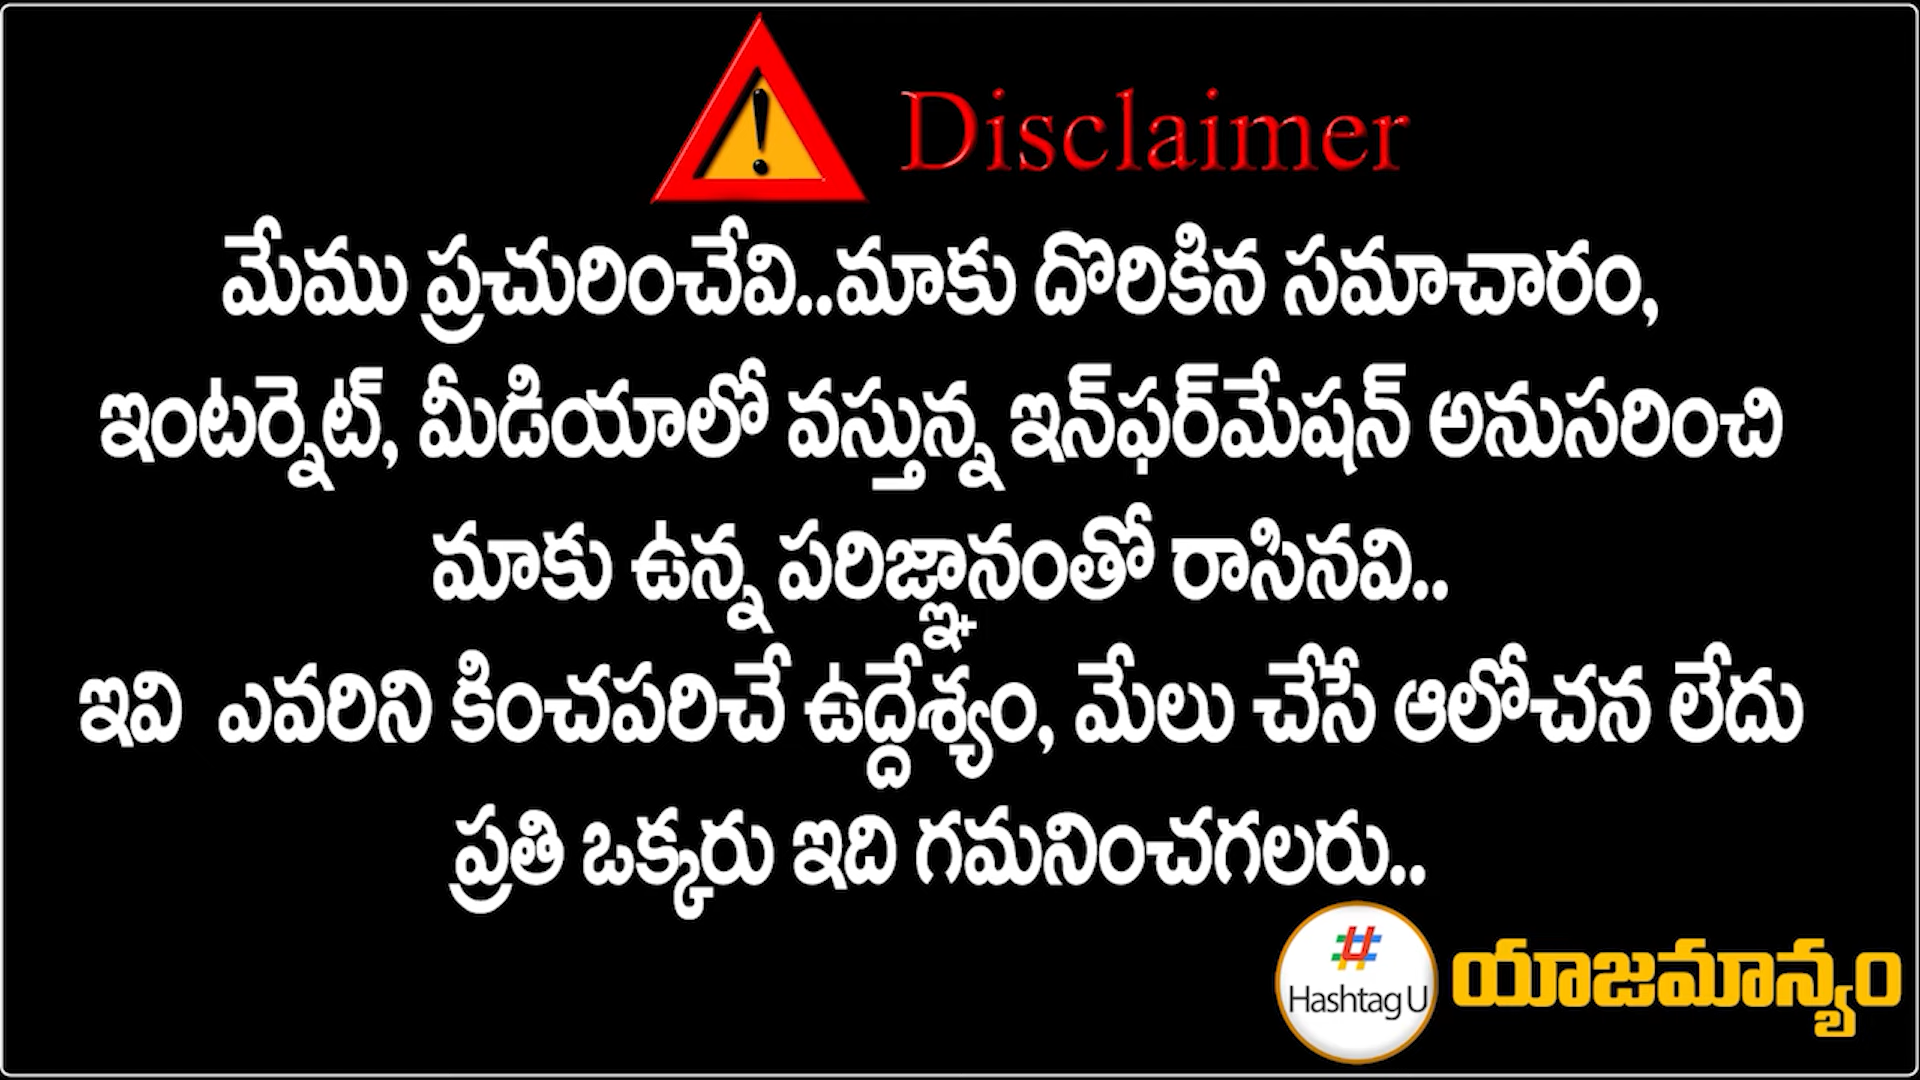 Disclaimer
మేము ప్రచురించేవి..మాకు దొరికిన సమాచారం,
ఇంటర్నెట్, మీడియాలో వస్తున్న ఇన్‌ఫర్‌మేషన్ అనుసరించి
మాకు ఉన్న పరిజ్ఞానంతో రాసినవి..
ఇవి ఎవరిని కించపరిచే ఉద్దేశ్యం, మేలు చేసే ఆలోచన లేదు
ప్రతి ఒక్కరు ఇది గమనించగలరు..
Hashtag U యాజమాన్యం